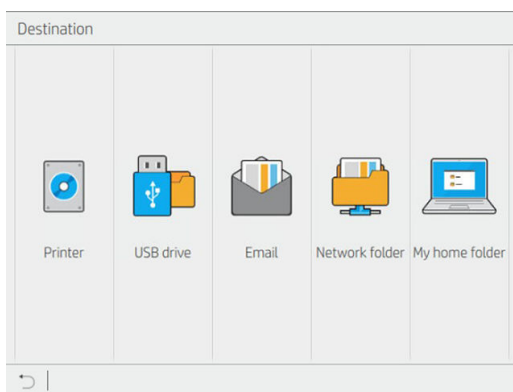 Destination
Printer
USB drive
Email
Network folder
My home folder